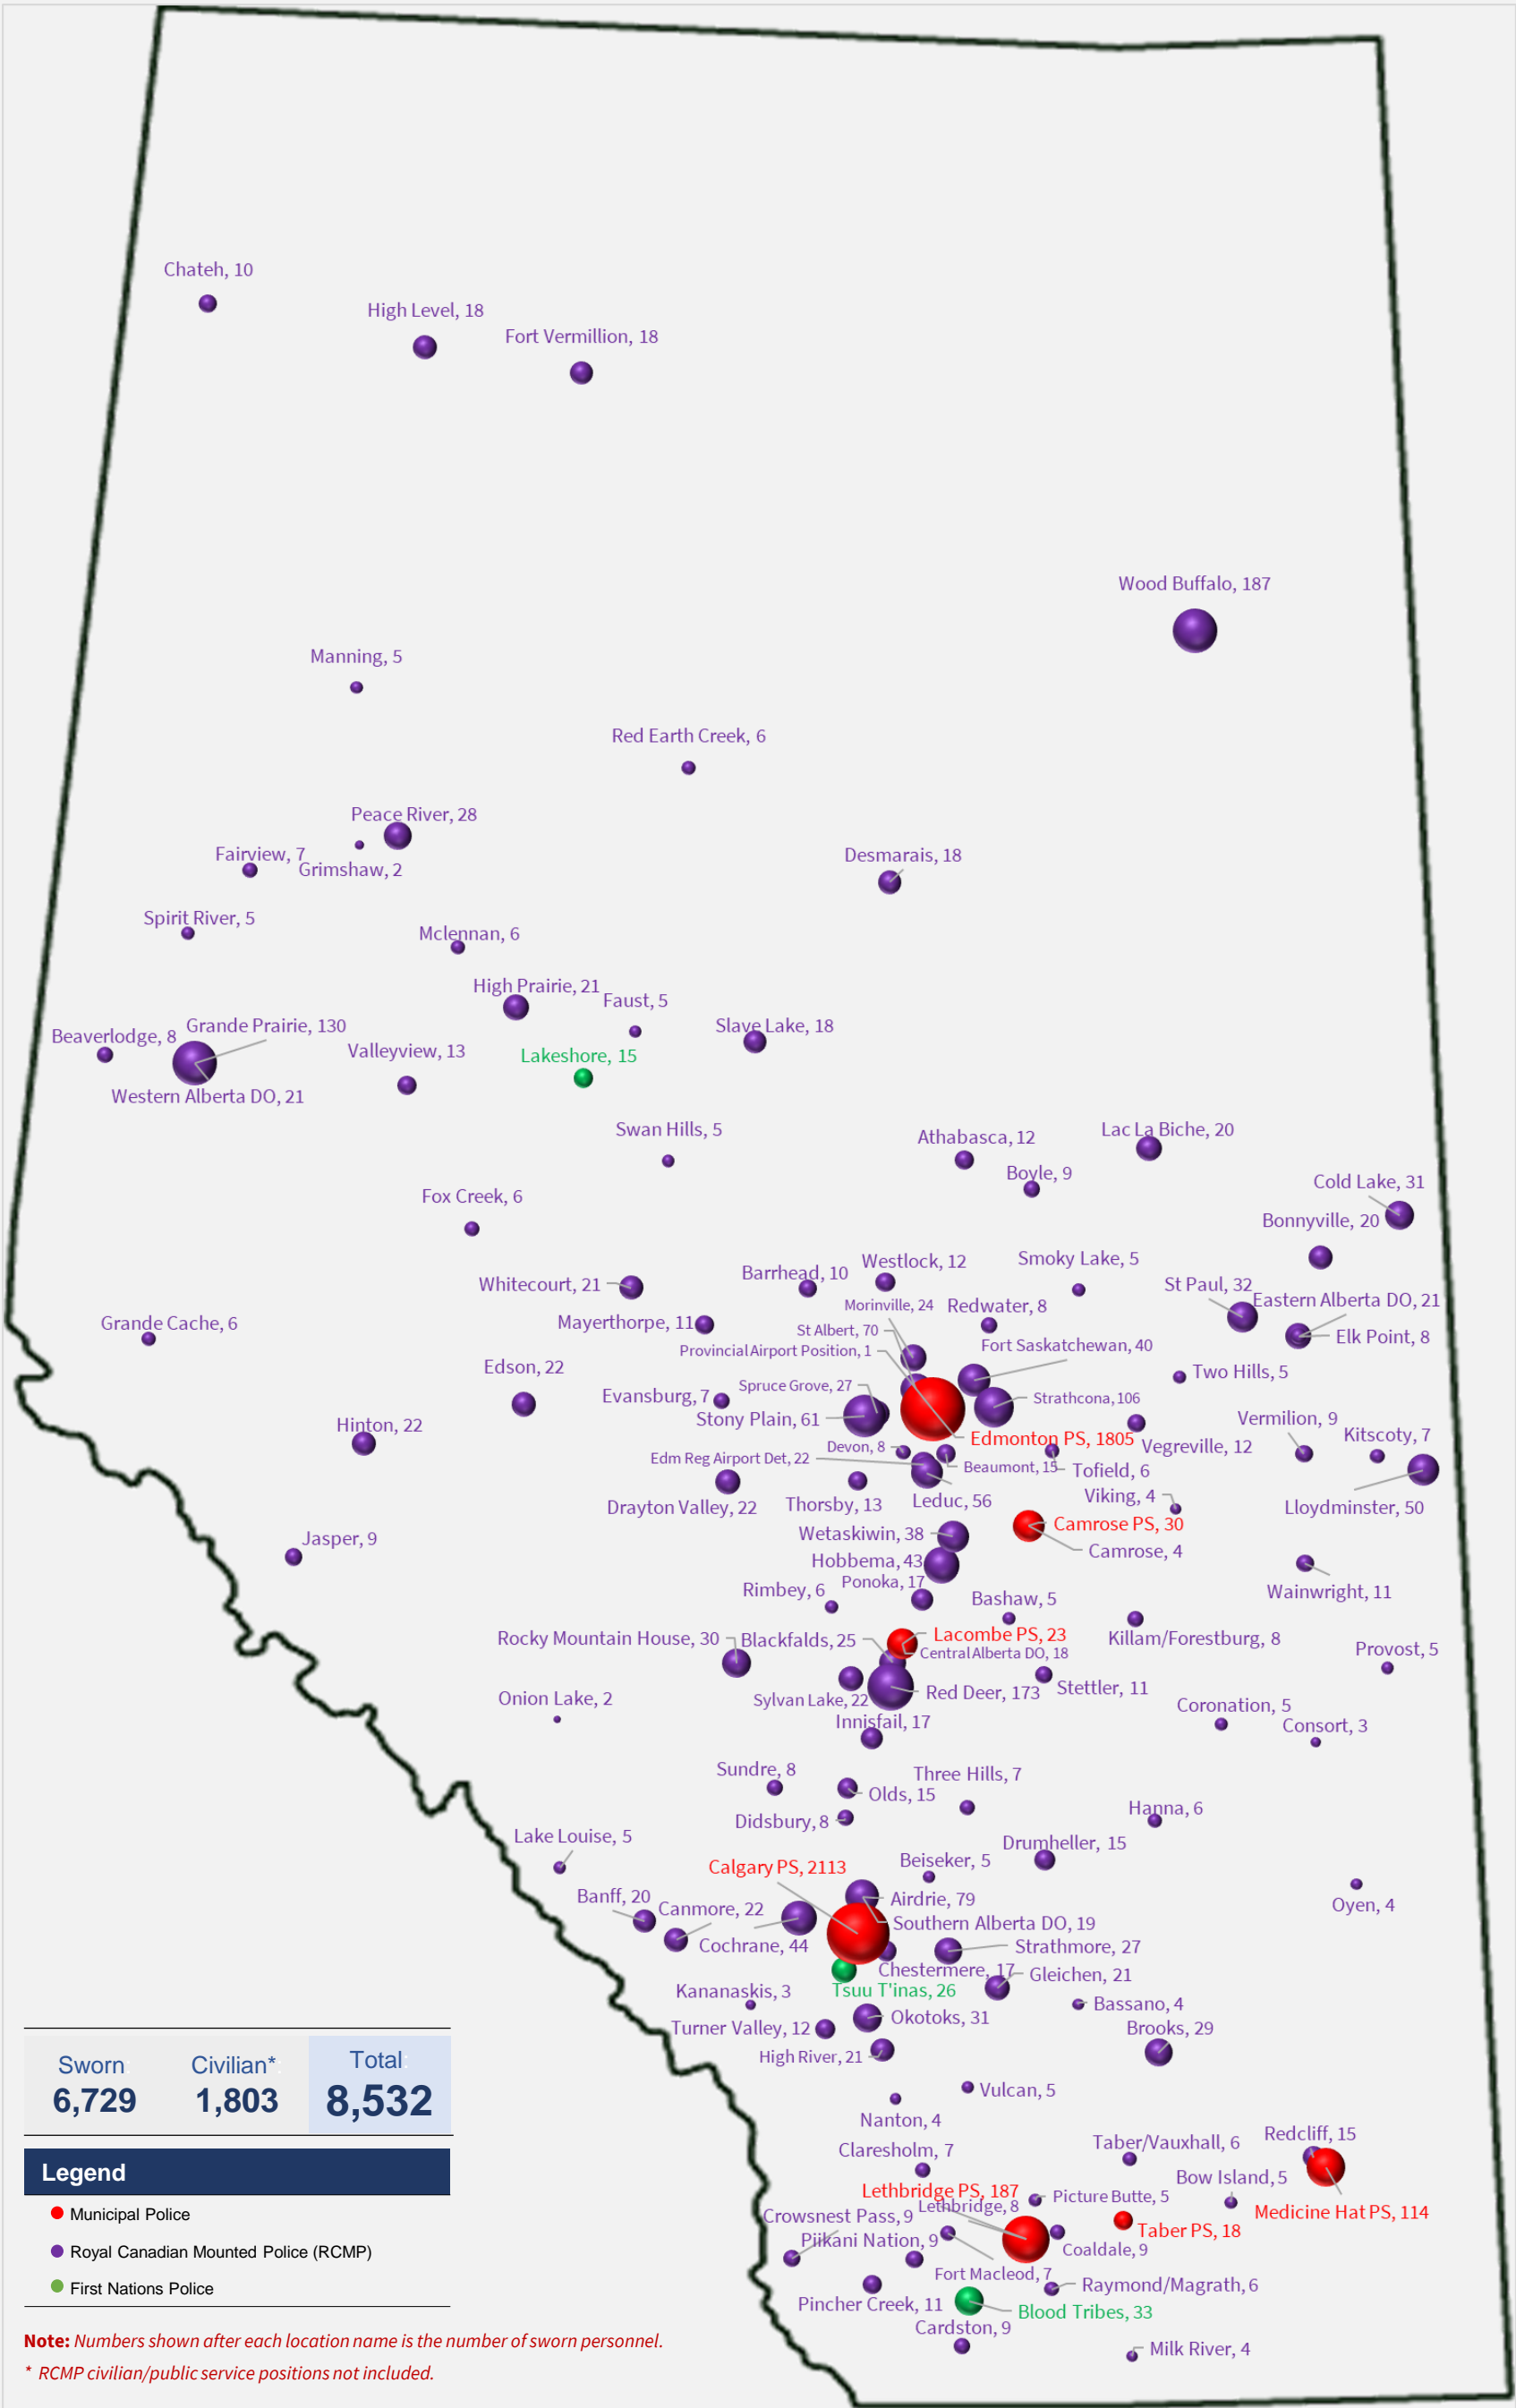 Chateh, 10
High Level, 18
Fort Vermillion, 18
Wood Buffalo, 187
Manning, 5
Red Earth Creek, 6
Peace River, 28
Fairview, 7
Grimshaw, 2
Desmarais, 18
Spirit River, 5
Mclennan, 6
High Prairie, 21
Faust, 5
Beaverlodge, 8
Grande Prairie, 130
Valleyview, 13
Lakeshore, 15
Slave Lake, 18
Western Alberta DO, 21
Swan Hills, 5
Athabasca, 12
Lac La Biche, 20
Boyle, 9
Cold Lake, 31
Fox Creek, 6
Bonnyville, 20
Whitecourt, 21
Barrhead, 10
Westlock, 12
Smoky Lake, 5
St Paul, 32
Eastern Alberta DO, 21
Morinville, 24
Redwater, 8
Grande Cache, 6
Mayerthorpe, 11
St Albert, 70
Elk Point, 8
Provincial Airport Position, 1
Fort Saskatchewan, 40
Edson, 22
Two Hills, 5
Evansburg, 7
Spruce Grove, 27
Strathcona, 106
Stony Plain, 61
Hinton, 22
Edmonton PS, 1805
Vermilion, 9
Kitscoty, 7
Devon, 8
Vegreville, 12
Edm Reg Airport Det, 22
Beaumont, 15
Tofield, 6
Drayton Valley, 22
Thorsby, 13
Leduc, 56
Viking, 4
Lloydminster, 50
Jasper, 9
Wetaskiwin, 38
Camrose PS, 30
Camrose, 4
Hobbema, 43
Ponoka, 17
Rimbey, 6
Bashaw, 5
Wainwright, 11
Rocky Mountain House, 30
Blackfalds, 25
Lacombe PS, 23
Central Alberta DO, 18
Killam/Forestburg, 8
Provost, 5
Onion Lake, 2
Sylvan Lake, 22
Red Deer, 173
Stettler, 11
Innisfail, 17
Coronation, 5
Consort, 3
Sundre, 8
Three Hills, 7
Olds, 15
Didsbury, 8
Hanna, 6
Lake Louise, 5
Drumheller, 15
Calgary PS, 2113
Beiseker, 5
Banff, 20
Canmore, 22
Airdrie, 79
Oyen, 4
Cochrane, 44
Southern Alberta DO, 19
Strathmore, 27
Chestermere, 17
Gleichen, 21
Kananaskis, 3
Tsuu T'inas, 26
Bassano, 4
Turner Valley, 12
Okotoks, 31
Brooks, 29
High River, 21
Vulcan, 5
Nanton, 4
Claresholm, 7
Taber/Vauxhall, 6
Redcliff, 15
Bow Island, 5
Lethbridge PS, 187
Picture Butte, 5
Lethbridge, 8
Medicine Hat PS, 114
Crowsnest Pass, 9
Taber PS, 18
Piikani Nation, 9
Coaldale, 9
Fort Macleod, 7
Raymond/Magrath, 6
Pincher Creek, 11
Blood Tribes, 33
Cardston, 9
Milk River, 4
Sworn: Civilian*: Total:
6,729 1,803 8,532
Legend
Municipal Police
Royal Canadian Mounted Police (RCMP)
First Nations Police
Note: Numbers shown after each location name is the number of sworn personnel.
* RCMP civilian/public service positions not included.